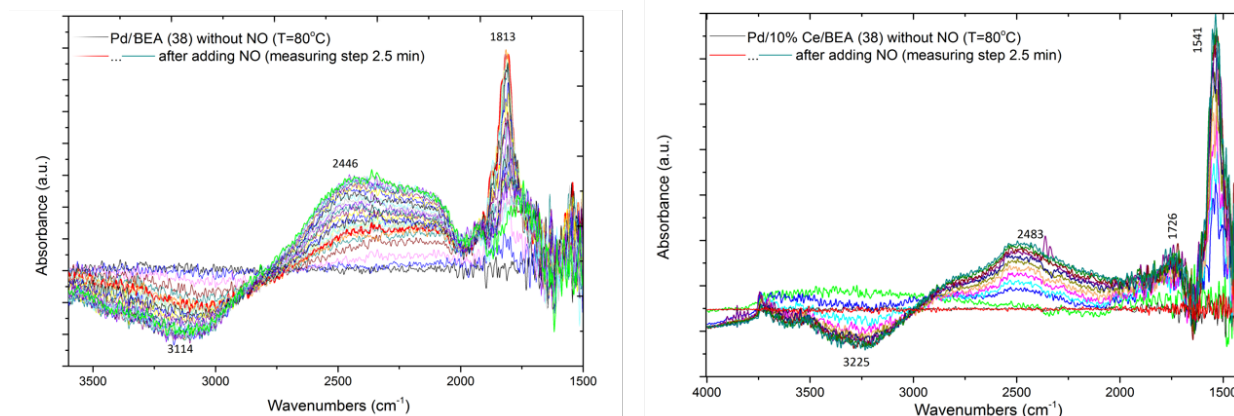 1813
Pd/BEA (38) without NO (T=80°C)
... after adding NO (measuring step 2.5 min)
2446
3114
Absorbance (a.u.)
3500 3000 2500 2000 1500
Wavenumbers (cm⁻¹)
1541
Pd/10% Ce/BEA (38) without NO (T=80°C)
... after adding NO (measuring step 2.5 min)
1726
2483
3225
Absorbance (a.u.)
4000 3500 3000 2500 2000 1500
Wavenumbers (cm⁻¹)